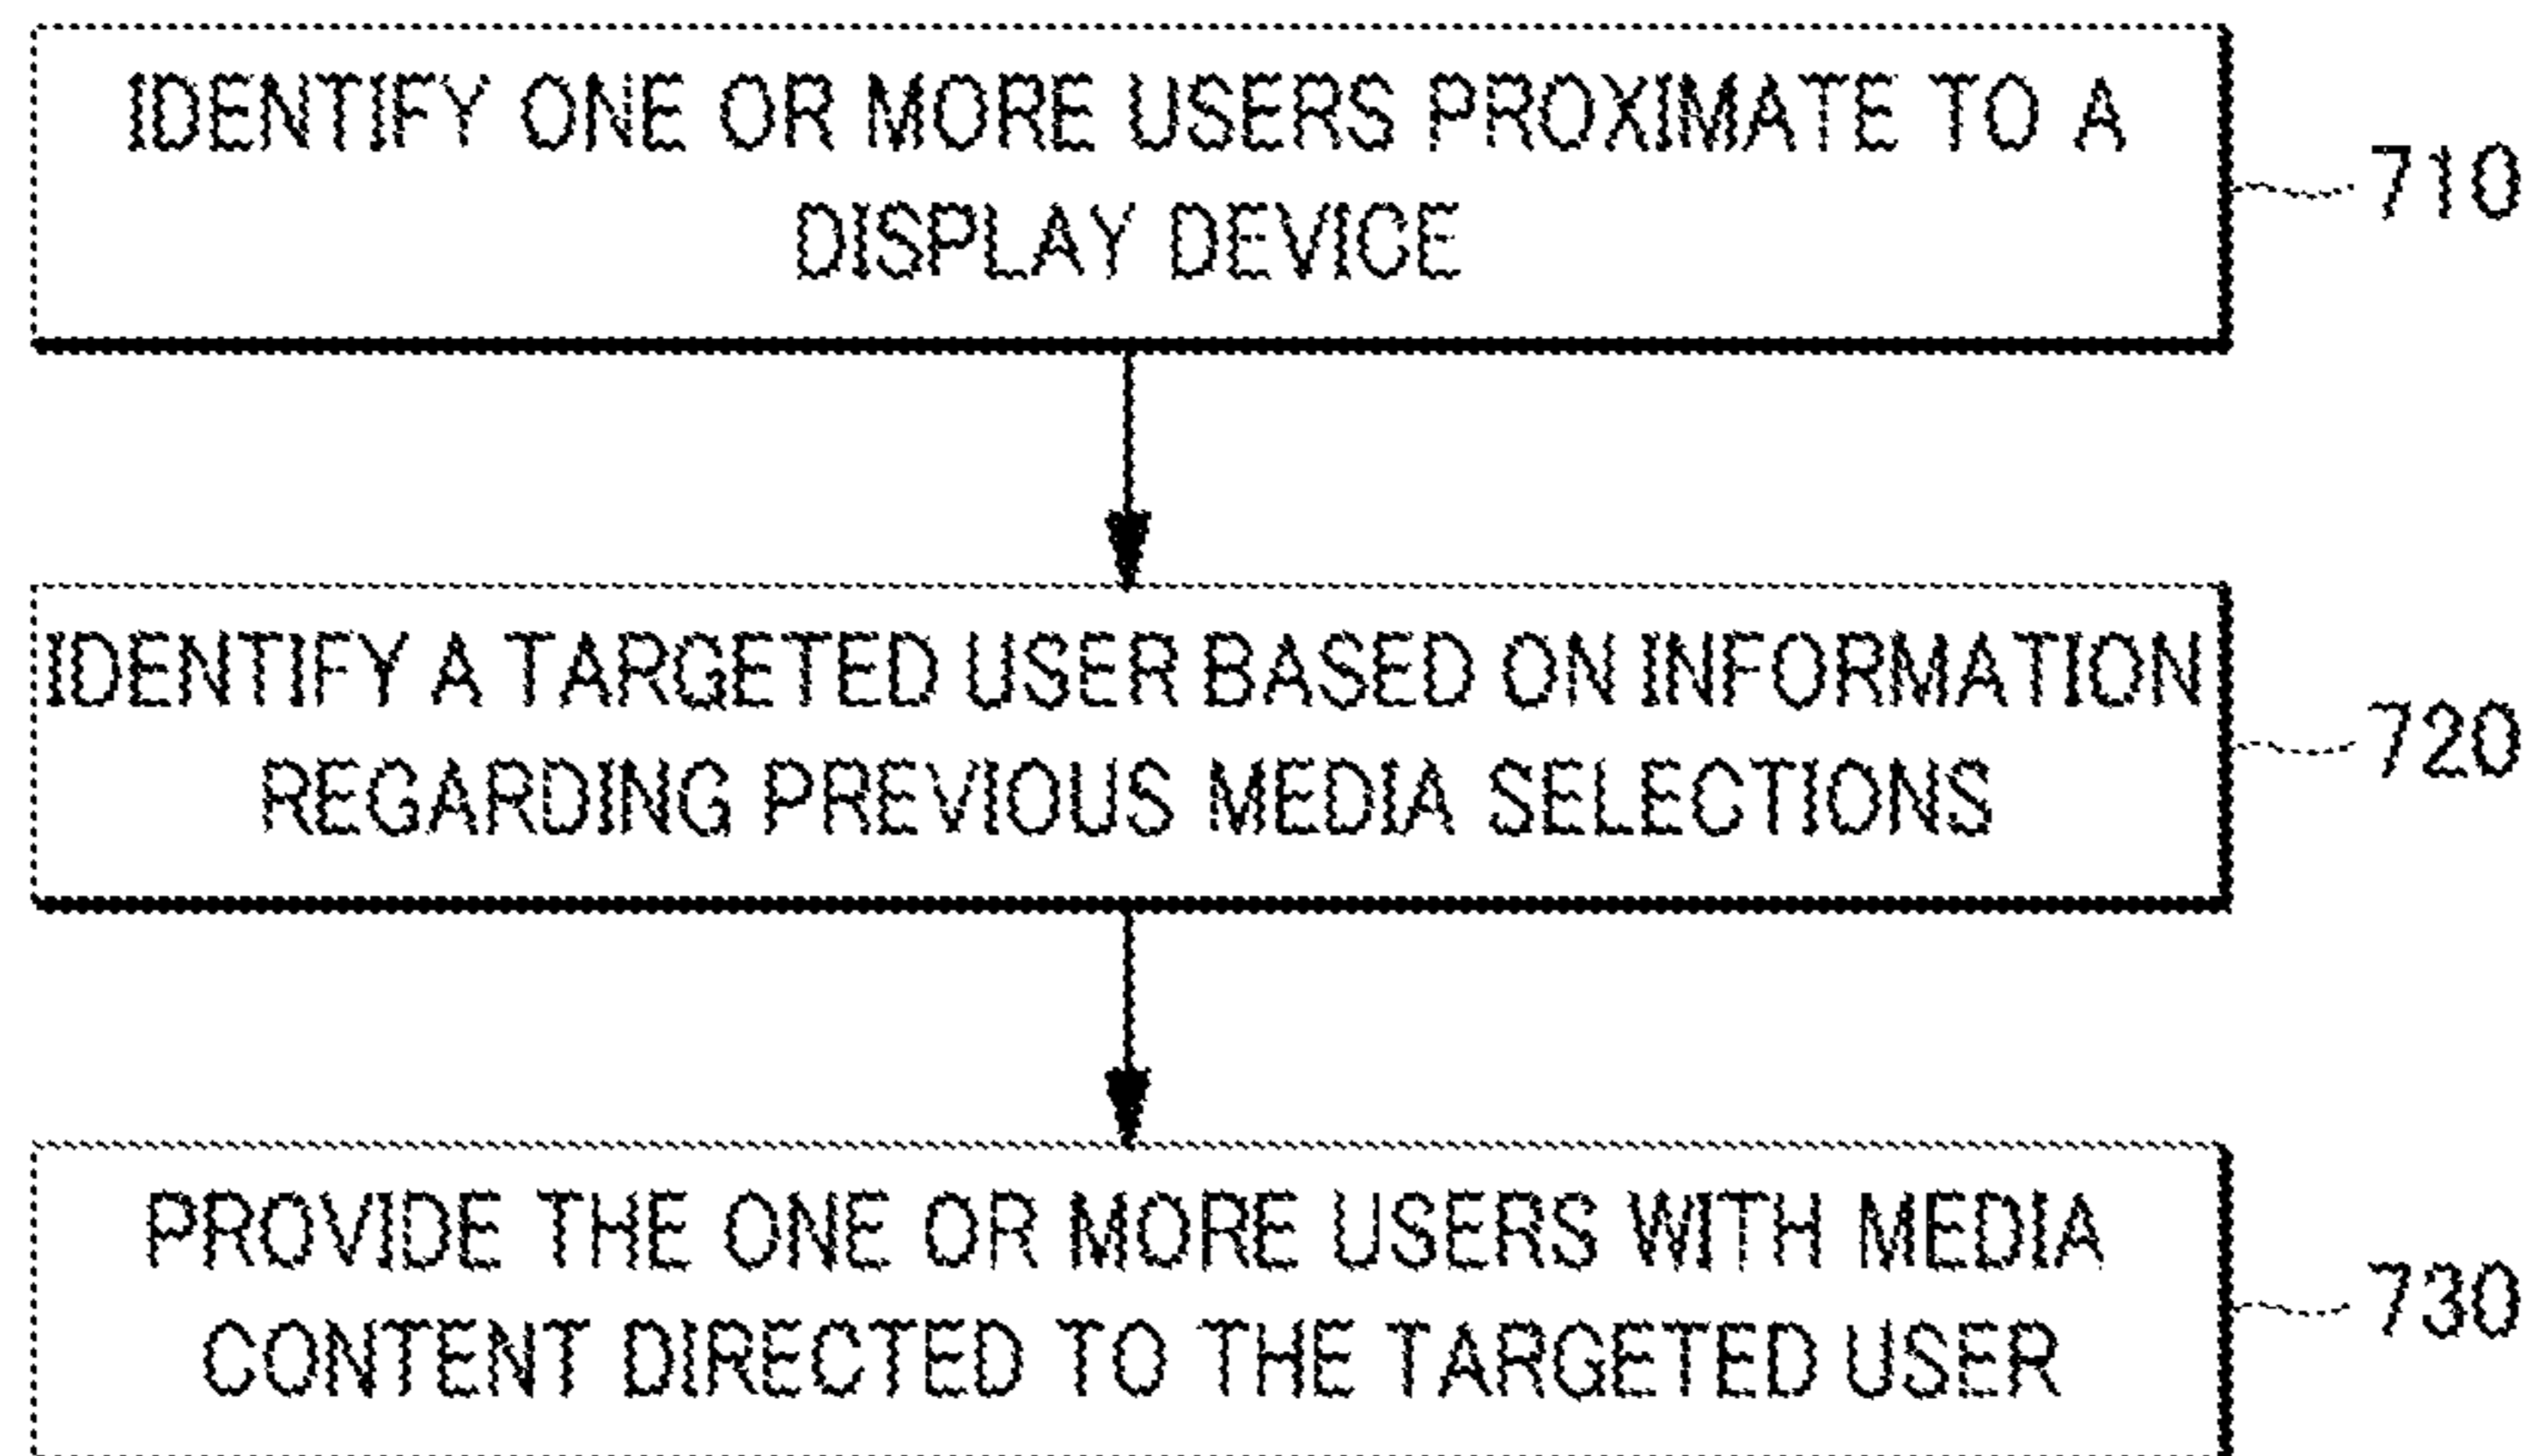 IDENTIFY ONE OR MORE USERS PROXIMATE TO A
DISPLAY DEVICE
710
IDENTIFY A TARGETED USER BASED ON INFORMATION
REGARDING PREVIOUS MEDIA SELECTIONS
720
PROVIDE THE ONE OR MORE USERS WITH MEDIA
CONTENT DIRECTED TO THE TARGETED USER
730